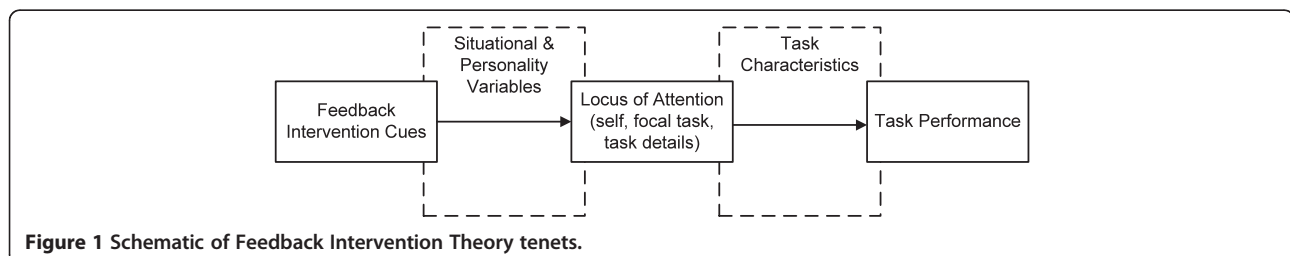 Situational &
Personality
Variables
Task
Characteristics
Feedback
Intervention Cues
Locus of Attention
(self, focal task,
task details)
Task Performance
Figure 1 Schematic of Feedback Intervention Theory tenets.